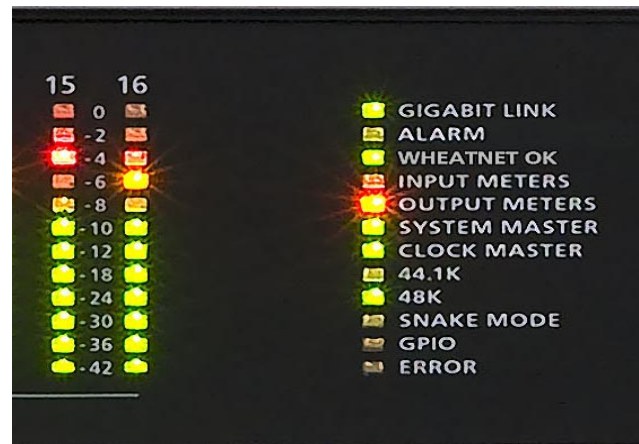 15 16
0
-2
-4
-6
-8
-10
-12
-18
-24
-30
-36
-42
GIGABIT LINK
ALARM
WHEATNET OK
INPUT METERS
OUTPUT METERS
SYSTEM MASTER
CLOCK MASTER
44.1K
48K
SNAKE MODE
GPIO
ERROR